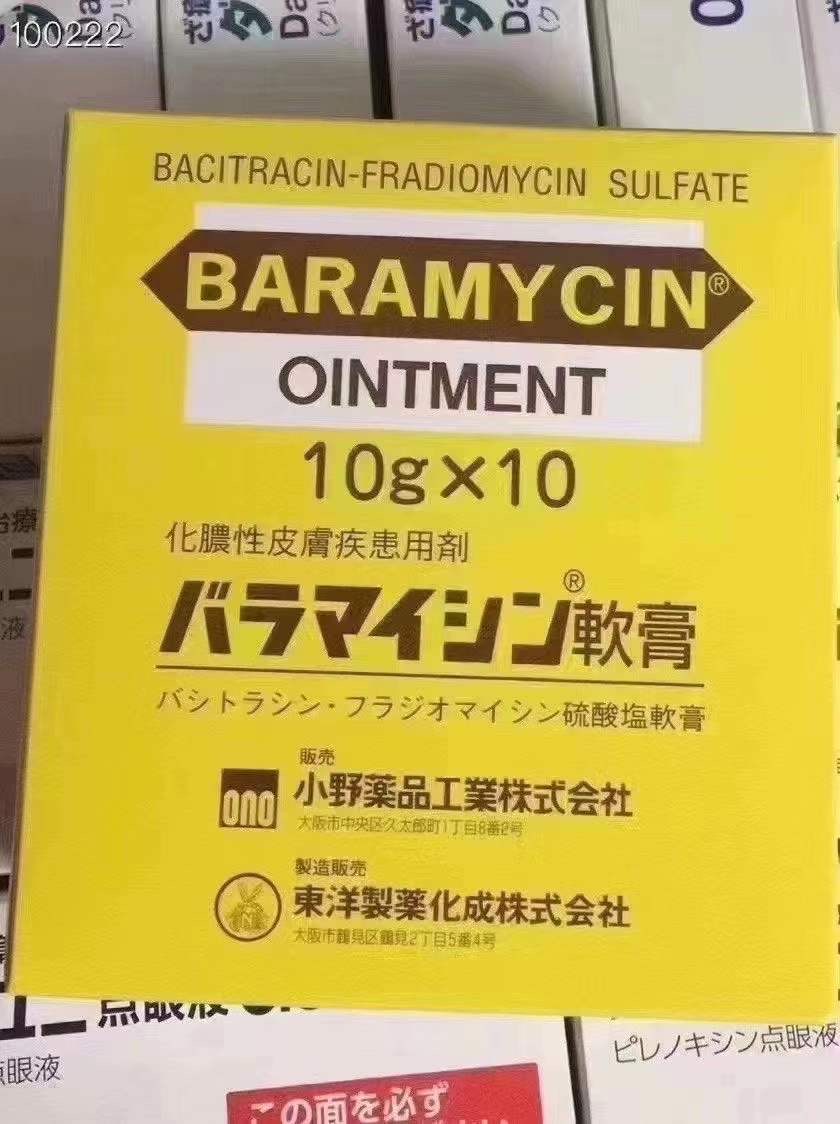 100222
BACITRACIN-FRADIOMYCIN SULFATE
BARAMYCIN®
OINTMENT
10g×10
化膿性皮膚疾患用剤
バラマイシン®軟膏
バシトラシン・フラジオマイシン硫酸塩軟膏
販売
ono 小野薬品工業株式会社
大阪市中央区久太郎町1丁目8番2号
製造販売
東洋製薬化成株式会社
大阪市鶴見区鶴見2丁目5番4号
点眼液
ピレノキシン点眼液
眼液
この面を必ず